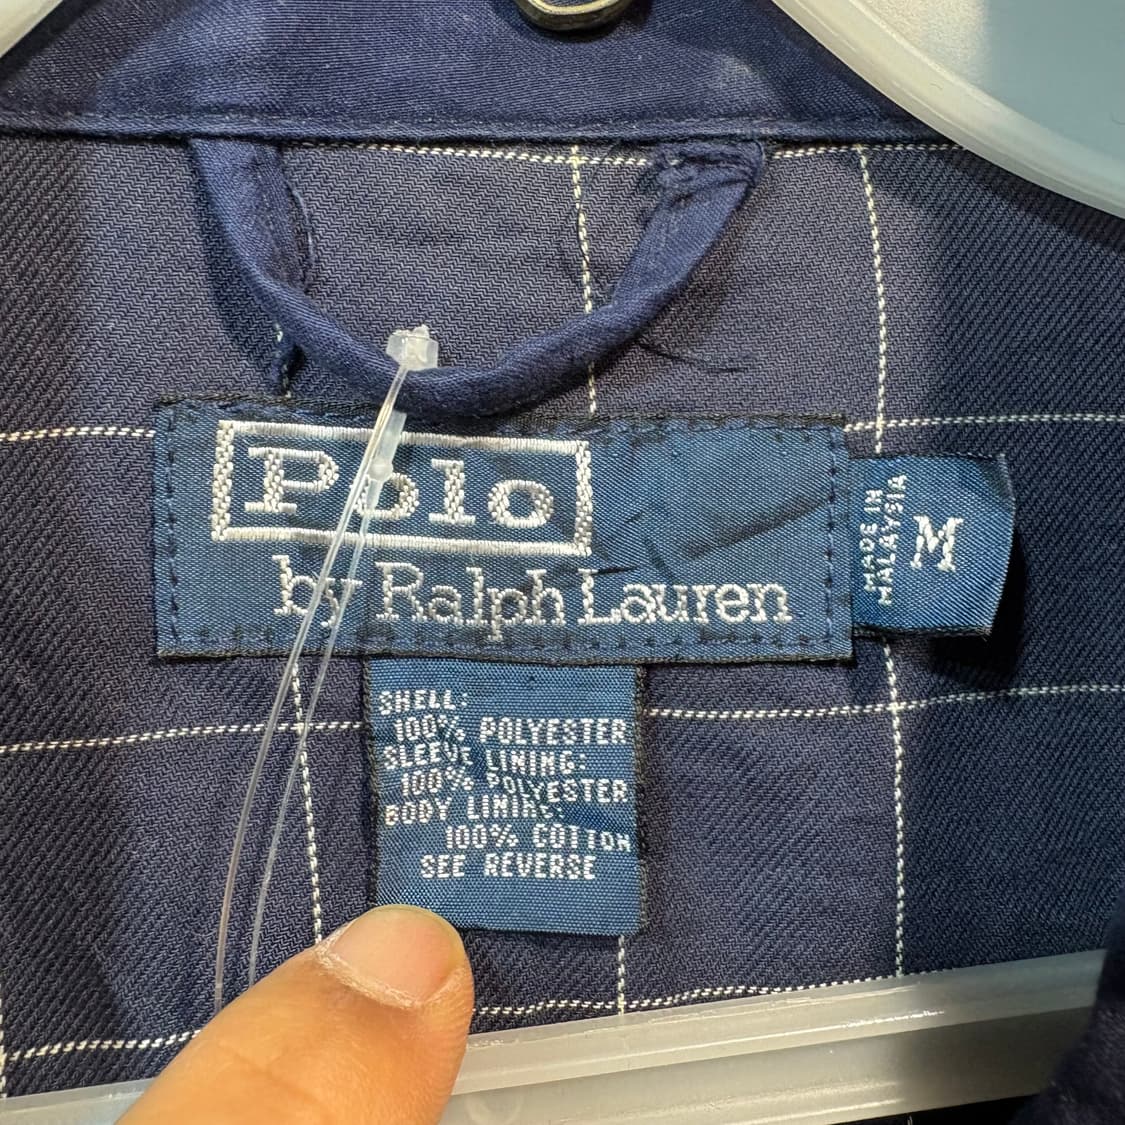 Polo
by Ralph Lauren
MADE IN
MALAYSIA
M
SHELL:
100% POLYESTER
SLEEVE LINING:
100% POLYESTER
BODY LINING:
100% COTTON
SEE REVERSE